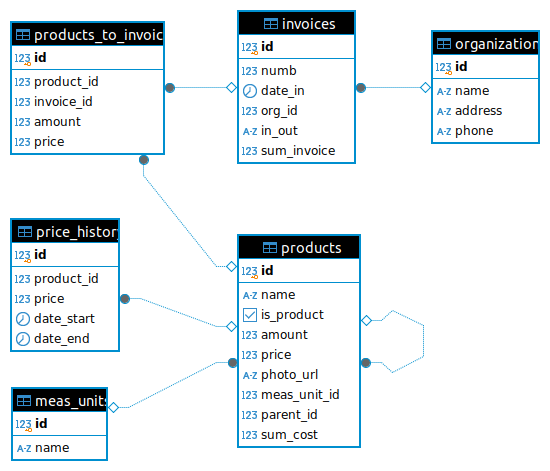 products_to_invoic
123 id
123 product_id
123 invoice_id
123 amount
123 price
invoices
123 id
123 numb
date_in
123 org_id
A-Z in_out
123 sum_invoice
organization
123 id
A-Z name
A-Z address
A-Z phone
price_history
123 id
123 product_id
123 price
date_start
date_end
products
123 id
A-Z name
is_product
123 amount
123 price
A-Z photo_url
123 meas_unit_id
123 parent_id
123 sum_cost
meas_units
123 id
A-Z name